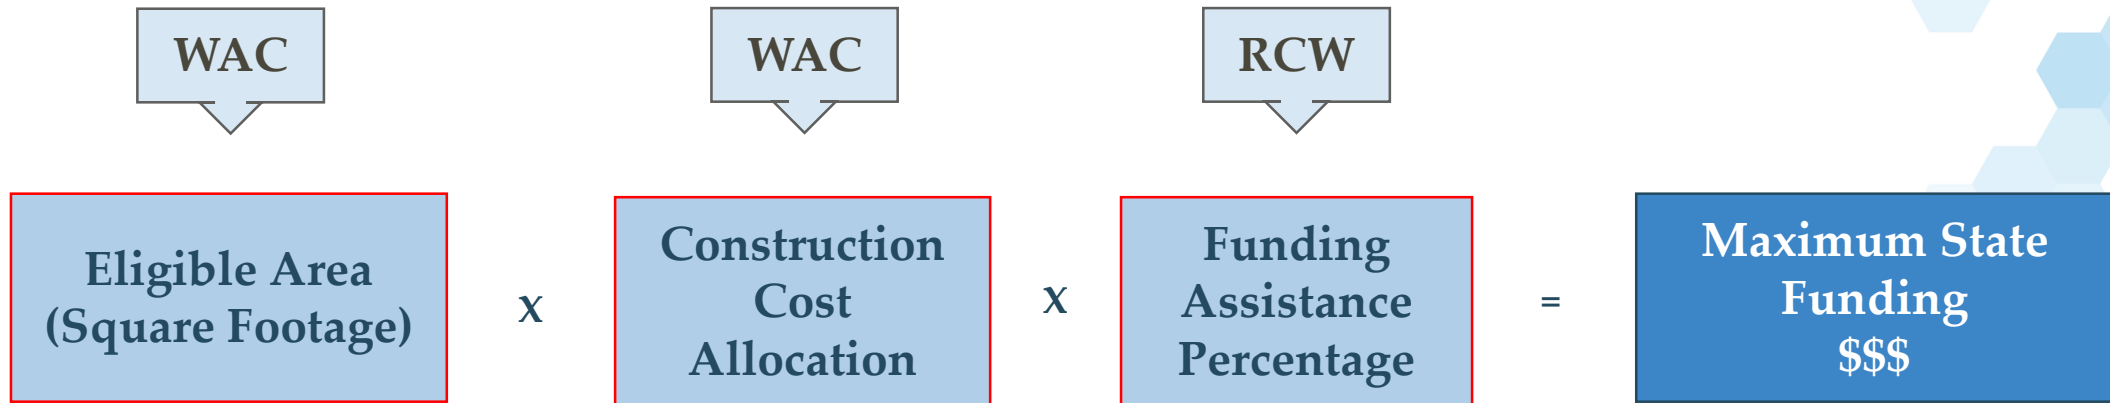 WAC
WAC
RCW
Eligible Area
(Square Footage)
x
Construction
Cost
Allocation
x
Funding
Assistance
Percentage
=
Maximum State
Funding
$$$